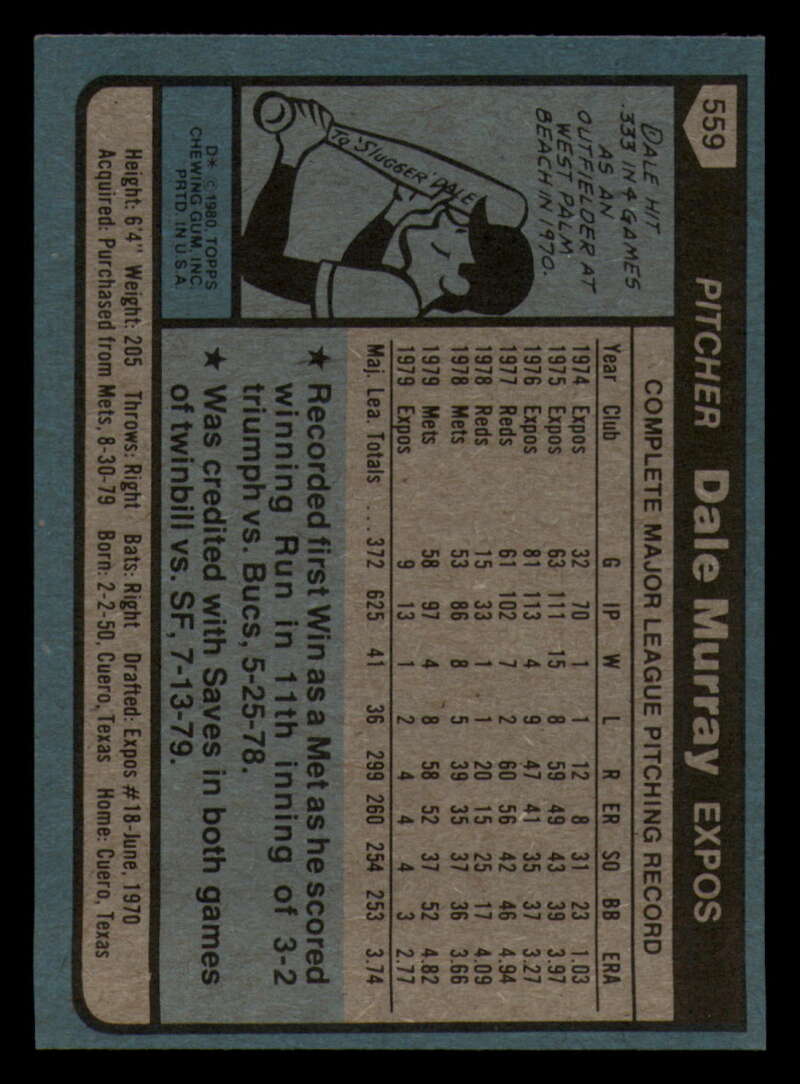 559
PITCHER Dale Murray EXPOS
DALE HIT
.333 IN 4 GAMES
AS AN
OUTFIELDER AT
WEST PALM
BEACH IN 1970.
TO 'SLUGGER' DALE
D* © 1980. TOPPS
CHEWING GUM, INC.
PRTD. IN U.S.A.
COMPLETE MAJOR LEAGUE PITCHING RECORD
Year Club G IP W L R ER SO BB ERA
1974 Expos 32 70 1 1 12 8 31 23 1.03
1975 Expos 63 111 15 8 59 49 43 39 3.97
1976 Expos 81 113 4 9 47 41 35 37 3.27
1977 Reds 61 102 7 2 60 56 42 46 4.94
1978 Reds 15 33 1 1 20 15 25 17 4.09
1978 Mets 53 86 8 5 39 35 37 36 3.66
1979 Mets 58 97 4 8 58 52 37 52 4.82
1979 Expos 9 13 1 2 4 4 4 3 2.77
Maj. Lea. Totals ... 372 625 41 36 299 260 254 253 3.74
★ Recorded first Win as a Met as he scored
winning Run in 11th inning of 3-2
triumph vs. Bucs, 5-25-78.
★ Was credited with Saves in both games
of twinbill vs. SF, 7-13-79.
Height: 6'4" Weight: 205 Throws: Right Bats: Right Drafted: Expos #18-June, 1970
Acquired: Purchased from Mets, 8-30-79 Born: 2-2-50, Cuero, Texas Home: Cuero, Texas